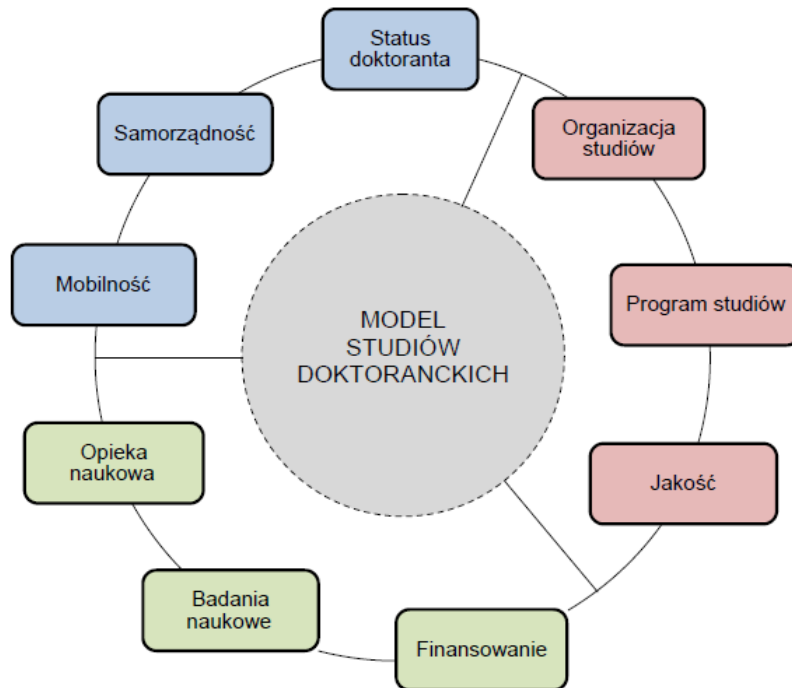 Status
doktoranta
Organizacja
studiów
Samorządność
Mobilność
Program studiów
MODEL
STUDIÓW
DOKTORANCKICH
Opieka
naukowa
Jakość
Badania
naukowe
Finansowanie